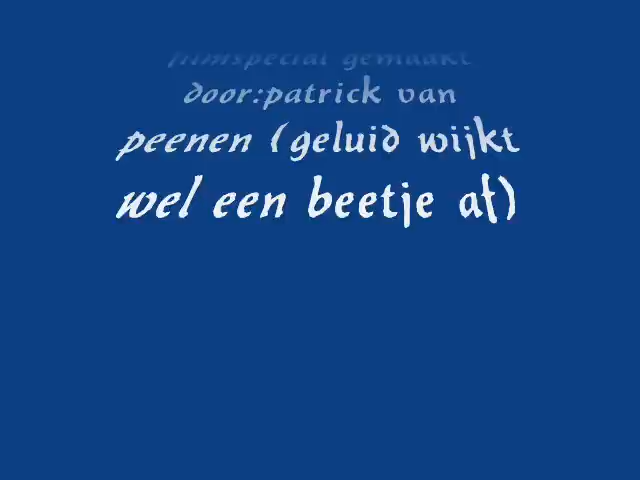 filmspecial gemaakt
door:patrick van
peenen (geluid wijkt
wel een beetje af)